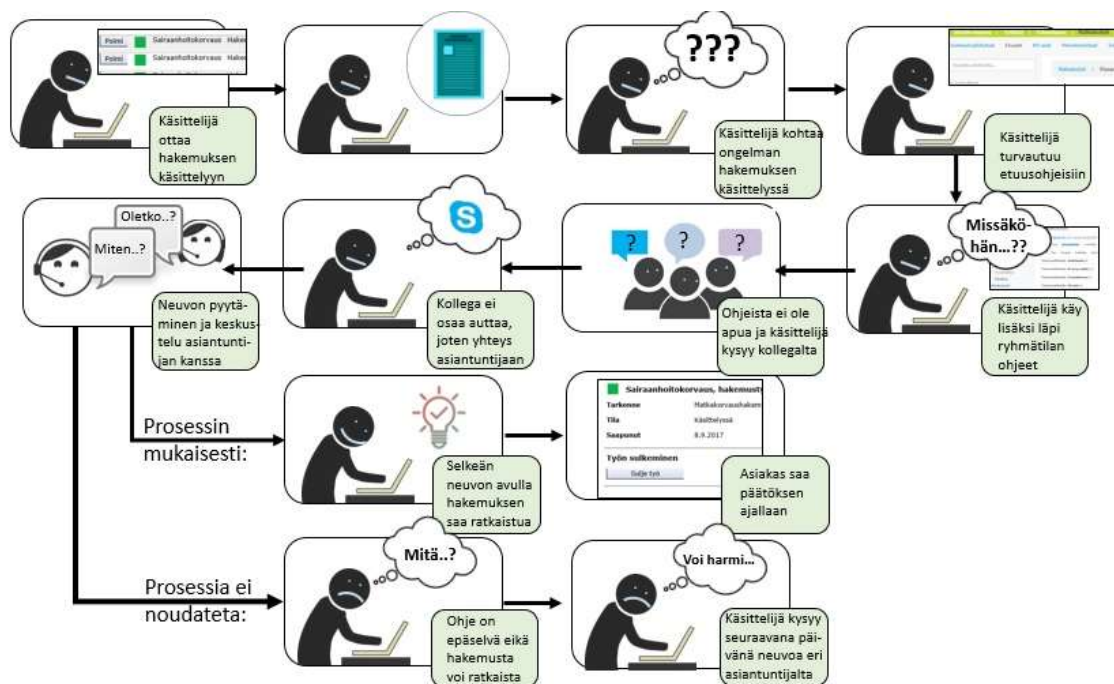 Poimi Sairaanhoitokorvaus Hakem
Poimi Sairaanhoitokorvaus Hakem
Käsittelijä
ottaa
hakemuksen
käsittelyyn
???
Käsittelijä kohtaa
ongelman
hakemuksen
käsittelyssä
Käsittelijä
turvautuu
etuusohjeisiin
Oletko..?
Miten..?
Neuvon pyytä-
minen ja keskus-
telu asiantunti-
jan kanssa
S
Kollega ei
osaa auttaa,
joten yhteys
asiantuntijaan
? ? ?
Ohjeista ei ole
apua ja käsittelijä
kysyy kollegalta
Missäkö-
hän...??
Käsittelijä käy
lisäksi läpi
ryhmätilan
ohjeet
Prosessin
mukaisesti:
Selkeän
neuvon avulla
hakemuksen
saa ratkaistua
Sairaanhoitokorvaus, hakemust
Tarkenne Matkakorvaushakem
Tila Käsittelyssä
Saapunut 8.9.2017
Työn sulkeminen
Sulje työ
Asiakas saa
päätöksen
ajallaan
Prosessia ei
noudateta:
Mitä..?
Ohje on
epäselvä eikä
hakemusta
voi ratkaista
Voi harmi...
Käsittelijä kysyy
seuraavana päi-
vänä neuvoa eri
asiantuntijalta